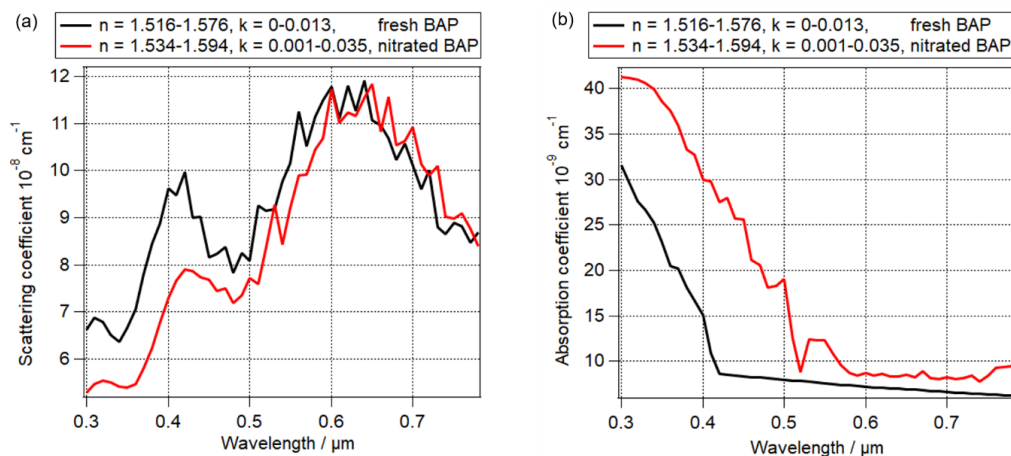 (a)
n = 1.516-1.576, k = 0-0.013, fresh BAP
n = 1.534-1.594, k = 0.001-0.035, nitrated BAP
12
11
10
9
8
7
6
Scattering coefficient 10⁻⁸ cm⁻¹
0.3 0.4 0.5 0.6 0.7
Wavelength / µm
(b)
n = 1.516-1.576, k = 0-0.013, fresh BAP
n = 1.534-1.594, k = 0.001-0.035, nitrated BAP
40
35
30
25
20
15
10
Absorption coefficient 10⁻⁹ cm⁻¹
0.3 0.4 0.5 0.6 0.7
Wavelength / µm